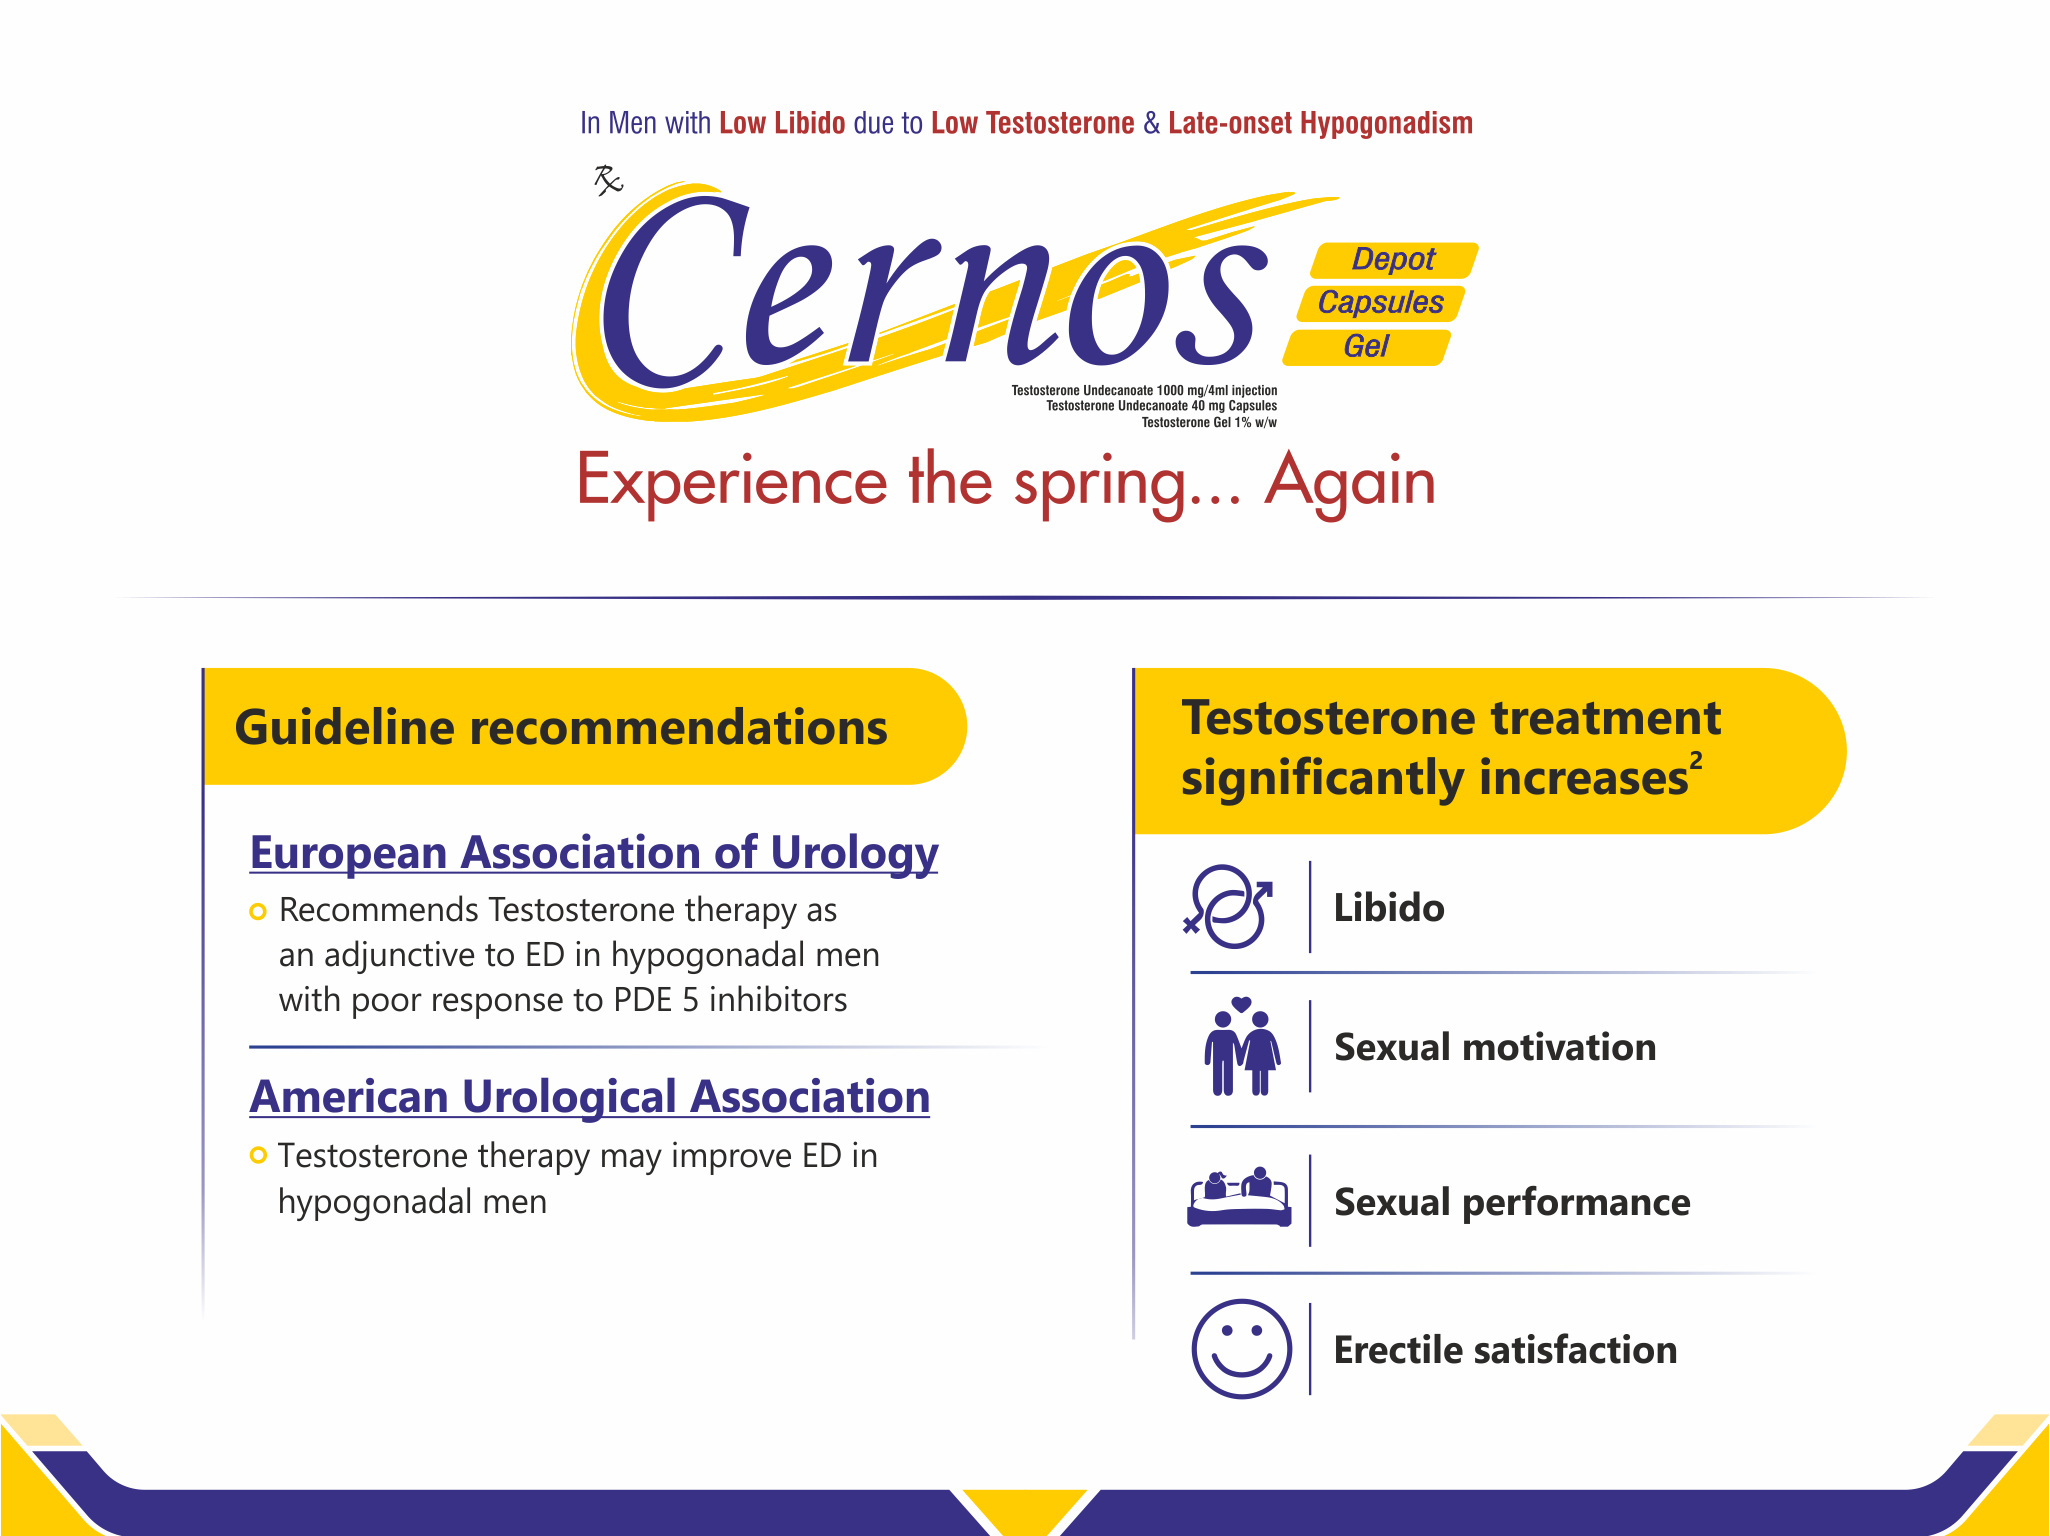 In Men with Low Libido due to Low Testosterone & Late-onset Hypogonadism
Rx
Cernos
Depot
Capsules
Gel
Testosterone Undecanoate 1000 mg/4ml injection
Testosterone Undecanoate 40 mg Capsules
Testosterone Gel 1% w/w
Experience the spring... Again
Guideline recommendations
European Association of Urology
Recommends Testosterone therapy as
an adjunctive to ED in hypogonadal men
with poor response to PDE 5 inhibitors
American Urological Association
Testosterone therapy may improve ED in
hypogonadal men
Testosterone treatment
significantly increases²
Libido
Sexual motivation
Sexual performance
Erectile satisfaction